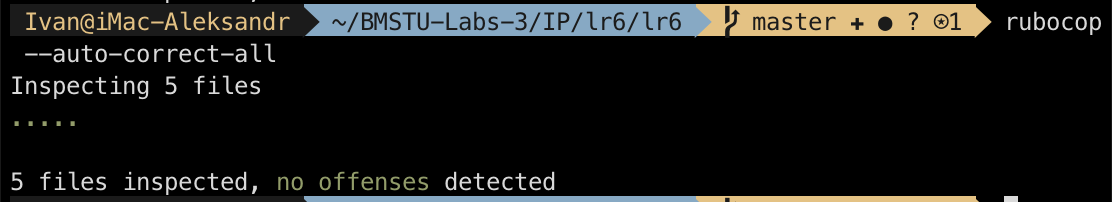 Ivan@iMac-Aleksandr ~/BMSTU-Labs-3/IP/lr6/lr6 master + ● ? ⍟1 rubocop
--auto-correct-all
Inspecting 5 files
.....
5 files inspected, no offenses detected